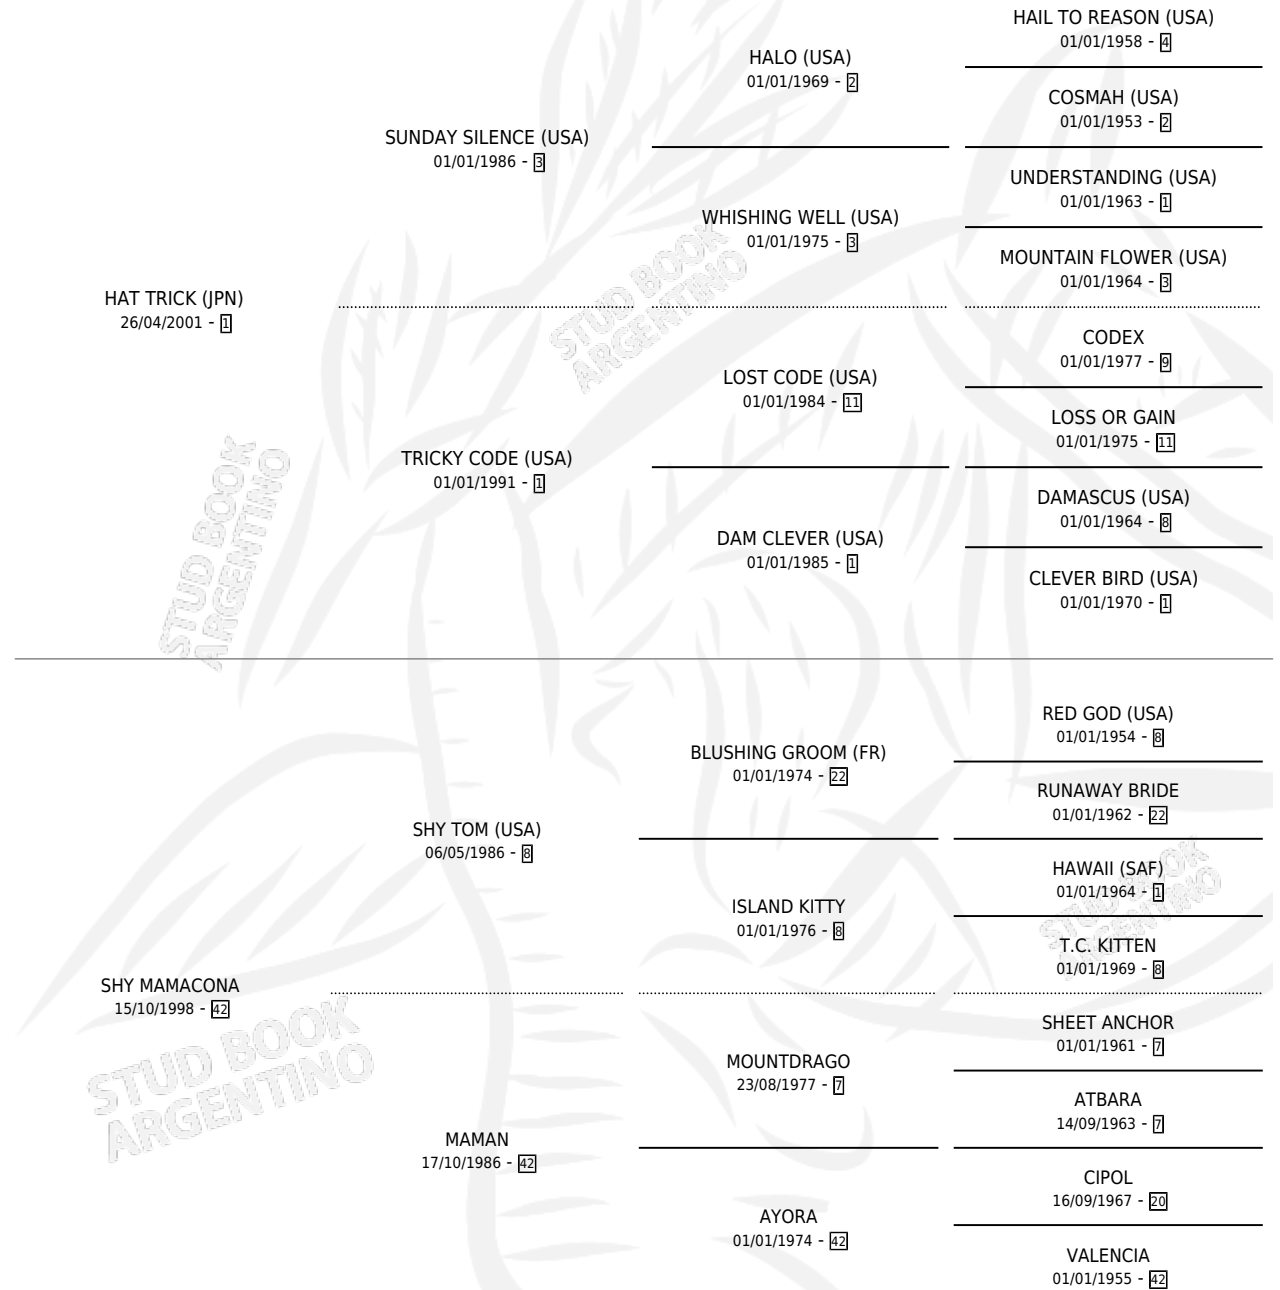 HAIL TO REASON (USA)
01/01/1958 - 4
HALO (USA)
01/01/1969 - 2
COSMAH (USA)
01/01/1953 - 2
SUNDAY SILENCE (USA)
01/01/1986 - 3
UNDERSTANDING (USA)
01/01/1963 - 1
WHISHING WELL (USA)
01/01/1975 - 3
MOUNTAIN FLOWER (USA)
01/01/1964 - 3
HAT TRICK (JPN)
26/04/2001 - 1
CODEX
01/01/1977 - 9
LOST CODE (USA)
01/01/1984 - 11
LOSS OR GAIN
01/01/1975 - 11
TRICKY CODE (USA)
01/01/1991 - 1
DAMASCUS (USA)
01/01/1964 - 8
DAM CLEVER (USA)
01/01/1985 - 1
CLEVER BIRD (USA)
01/01/1970 - 1
RED GOD (USA)
01/01/1954 - 8
BLUSHING GROOM (FR)
01/01/1974 - 22
RUNAWAY BRIDE
01/01/1962 - 22
SHY TOM (USA)
06/05/1986 - 8
HAWAII (SAF)
01/01/1964 - 1
ISLAND KITTY
01/01/1976 - 8
T.C. KITTEN
01/01/1969 - 8
SHY MAMACONA
15/10/1998 - 42
SHEET ANCHOR
01/01/1961 - 7
MOUNTDRAGO
23/08/1977 - 7
ATBARA
14/09/1963 - 7
MAMAN
17/10/1986 - 42
CIPOL
16/09/1967 - 20
AYORA
01/01/1974 - 42
VALENCIA
01/01/1955 - 42
STUD BOOK
ARGENTINO
STUD BOOK
ARGENTINO
STUD BOOK
ARGENTINO
STUD BOOK
ARGENTINO